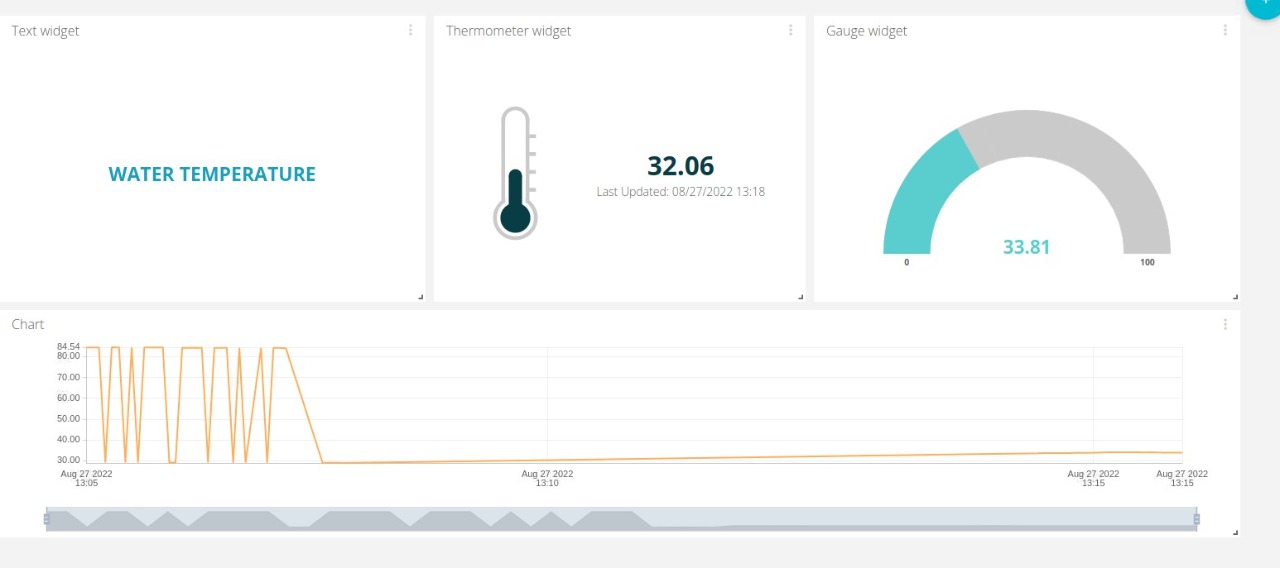 Text widget
Thermometer widget
Gauge widget
WATER TEMPERATURE
32.06
Last Updated: 08/27/2022 13:18
33.81
0
100
Chart
84.54
80.00
70.00
60.00
50.00
40.00
30.00
Aug 27 2022
13:05
Aug 27 2022
13:10
Aug 27 2022
13:15
Aug 27 2022
13:15